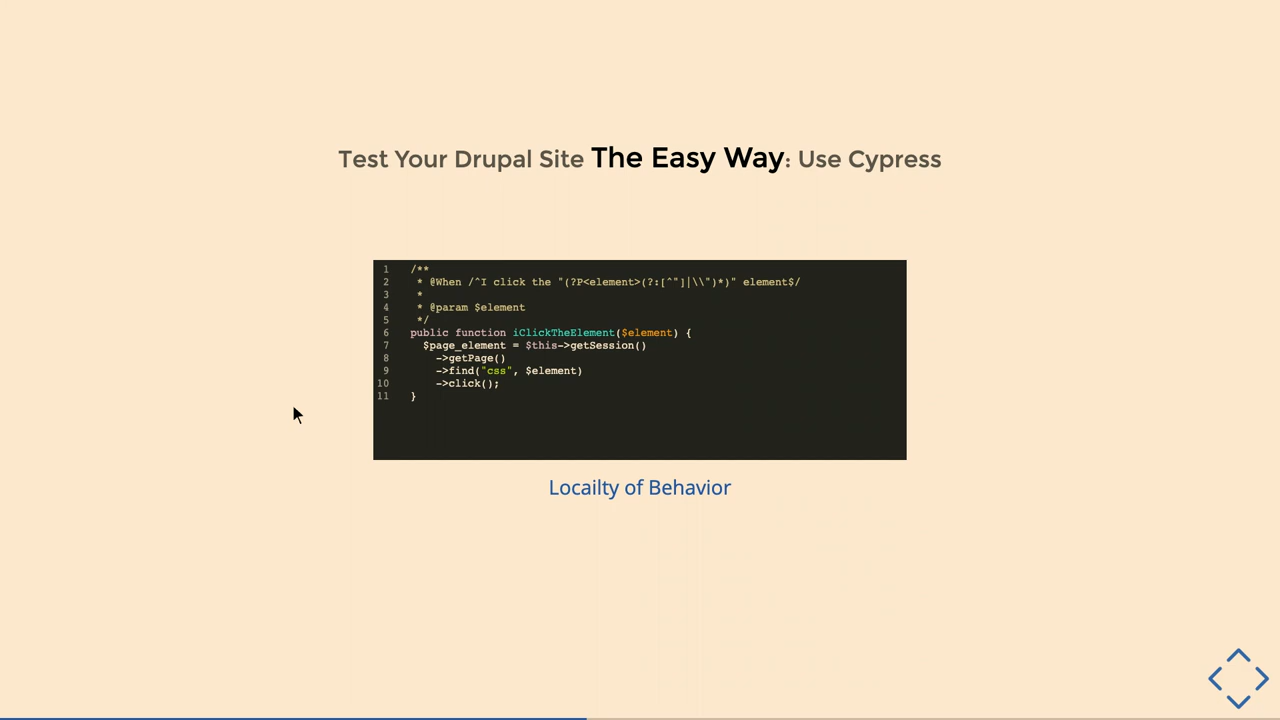 Test Your Drupal Site The Easy Way: Use Cypress
1 /**
2  * @When /^I click the "(?P<element>(?:[^"]|\\")*)" element$/
3  *
4  * @param $element
5  */
6 public function iClickTheElement($element) {
7   $page_element = $this->getSession()
8     ->getPage()
9     ->find("css", $element)
10     ->click();
11 }
Locailty of Behavior